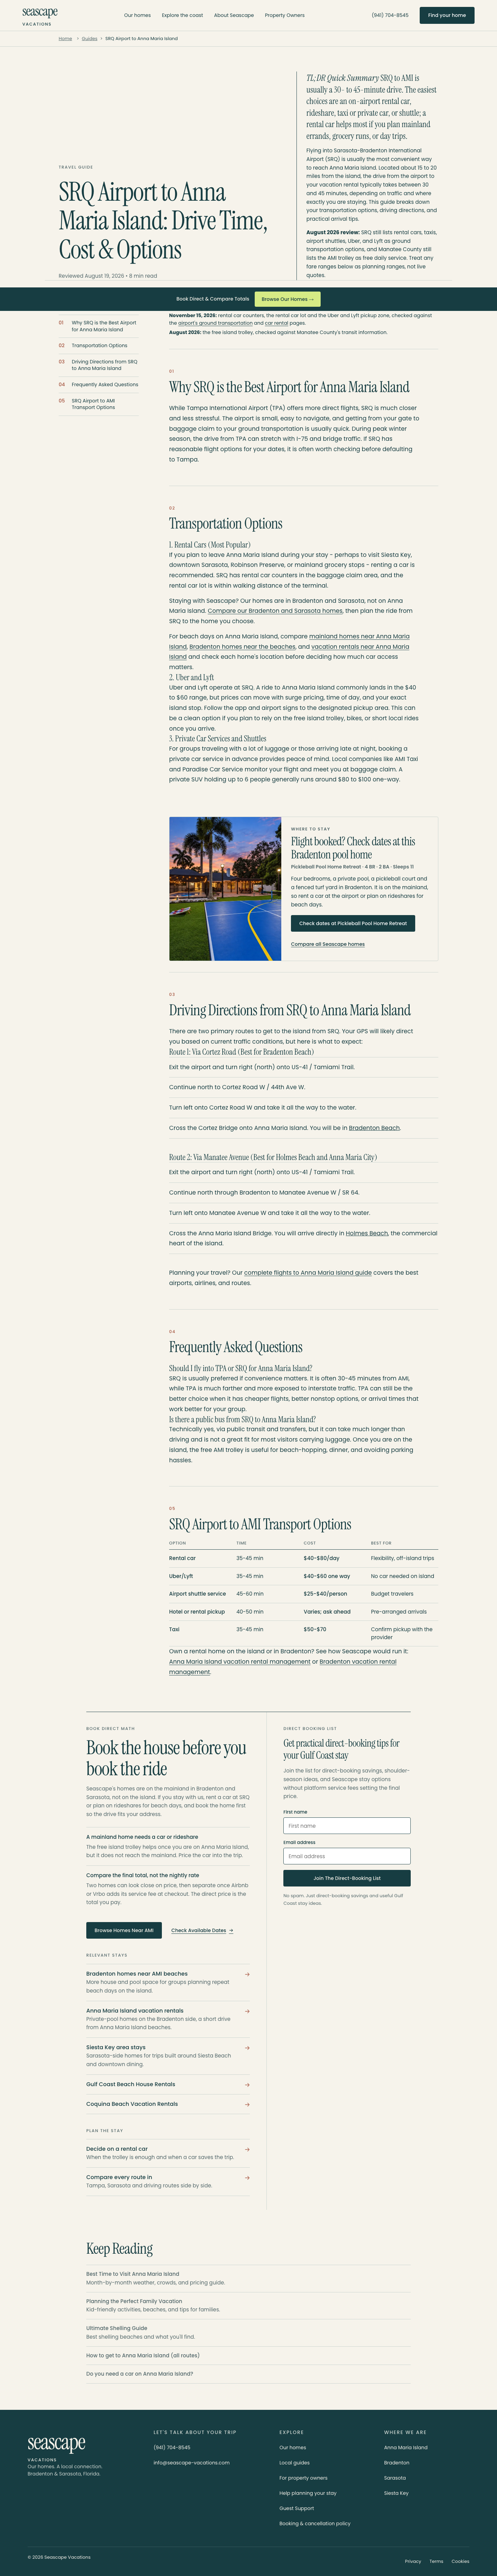 seascape
VACATIONS
Our homes
Explore the coast
About Seascape
Property Owners
(941) 704-8545
Find your home
Home › Guides › SRQ Airport to Anna Maria Island
TRAVEL GUIDE
SRQ Airport to Anna
Maria Island: Drive Time,
Cost & Options
Reviewed August 19, 2026 • 8 min read
TL;DR Quick Summary SRQ to AMI is
usually a 30- to 45-minute drive. The easiest
choices are an on-airport rental car,
rideshare, taxi or private car, or shuttle; a
rental car helps most if you plan mainland
errands, grocery runs, or day trips.
Flying into Sarasota-Bradenton International
Airport (SRQ) is usually the most convenient way
to reach Anna Maria Island. Located about 15 to 20
miles from the island, the drive from the airport to
your vacation rental typically takes between 30
and 45 minutes, depending on traffic and where
exactly you are staying. This guide breaks down
your transportation options, driving directions, and
practical arrival tips.
August 2026 review: SRQ still lists rental cars, taxis,
airport shuttles, Uber, and Lyft as ground
transportation options, and Manatee County still
lists the AMI trolley as free daily service. Treat any
fare ranges below as planning ranges, not live
quotes.
Book Direct & Compare Totals
Browse Our Homes →
01 Why SRQ is the Best Airport
for Anna Maria Island
02 Transportation Options
03 Driving Directions from SRQ
to Anna Maria Island
04 Frequently Asked Questions
05 SRQ Airport to AMI
Transport Options
November 15, 2026: rental car counters, the rental car lot and the Uber and Lyft pickup zone, checked against
the airport's ground transportation and car rental pages.
August 2026: the free island trolley, checked against Manatee County's transit information.
01
Why SRQ is the Best Airport for Anna Maria Island
While Tampa International Airport (TPA) offers more direct flights, SRQ is much closer
and less stressful. The airport is small, easy to navigate, and getting from your gate to
baggage claim to your ground transportation is usually quick. During peak winter
season, the drive from TPA can stretch with I-75 and bridge traffic. If SRQ has
reasonable flight options for your dates, it is often worth checking before defaulting
to Tampa.
02
Transportation Options
1. Rental Cars (Most Popular)
If you plan to leave Anna Maria Island during your stay - perhaps to visit Siesta Key,
downtown Sarasota, Robinson Preserve, or mainland grocery stops - renting a car is
recommended. SRQ has rental car counters in the baggage claim area, and the
rental car lot is within walking distance of the terminal.
Staying with Seascape? Our homes are in Bradenton and Sarasota, not on Anna
Maria Island. Compare our Bradenton and Sarasota homes, then plan the ride from
SRQ to the home you choose.
For beach days on Anna Maria Island, compare mainland homes near Anna Maria
Island, Bradenton homes near the beaches, and vacation rentals near Anna Maria
Island and check each home's location before deciding how much car access
matters.
2. Uber and Lyft
Uber and Lyft operate at SRQ. A ride to Anna Maria Island commonly lands in the $40
to $60 range, but prices can move with surge pricing, time of day, and your exact
island stop. Follow the app and airport signs to the designated pickup area. This can
be a clean option if you plan to rely on the free island trolley, bikes, or short local rides
once you arrive.
3. Private Car Services and Shuttles
For groups traveling with a lot of luggage or those arriving late at night, booking a
private car service in advance provides peace of mind. Local companies like AMI Taxi
and Paradise Car Service monitor your flight and meet you at baggage claim. A
private SUV holding up to 6 people generally runs around $80 to $100 one-way.
WHERE TO STAY
Flight booked? Check dates at this
Bradenton pool home
Pickleball Pool Home Retreat · 4 BR · 2 BA · Sleeps 11
Four bedrooms, a private pool, a pickleball court and
a fenced turf yard in Bradenton. It is on the mainland,
so rent a car at the airport or plan on rideshares for
beach days.
Check dates at Pickleball Pool Home Retreat
Compare all Seascape homes
03
Driving Directions from SRQ to Anna Maria Island
There are two primary routes to get to the island from SRQ. Your GPS will likely direct
you based on current traffic conditions, but here is what to expect:
Route 1: Via Cortez Road (Best for Bradenton Beach)
Exit the airport and turn right (north) onto US-41 / Tamiami Trail.
Continue north to Cortez Road W / 44th Ave W.
Turn left onto Cortez Road W and take it all the way to the water.
Cross the Cortez Bridge onto Anna Maria Island. You will be in Bradenton Beach.
Route 2: Via Manatee Avenue (Best for Holmes Beach and Anna Maria City)
Exit the airport and turn right (north) onto US-41 / Tamiami Trail.
Continue north through Bradenton to Manatee Avenue W / SR 64.
Turn left onto Manatee Avenue W and take it all the way to the water.
Cross the Anna Maria Island Bridge. You will arrive directly in Holmes Beach, the commercial
heart of the island.
Planning your travel? Our complete flights to Anna Maria Island guide covers the best
airports, airlines, and routes.
04
Frequently Asked Questions
Should I fly into TPA or SRQ for Anna Maria Island?
SRQ is usually preferred if convenience matters. It is often 30-45 minutes from AMI,
while TPA is much farther and more exposed to interstate traffic. TPA can still be the
better choice when it has cheaper flights, better nonstop options, or arrival times that
work better for your group.
Is there a public bus from SRQ to Anna Maria Island?
Technically yes, via public transit and transfers, but it can take much longer than
driving and is not a great fit for most visitors carrying luggage. Once you are on the
island, the free AMI trolley is useful for beach-hopping, dinner, and avoiding parking
hassles.
05
SRQ Airport to AMI Transport Options
OPTION TIME COST BEST FOR
Rental car 35-45 min $40-$80/day Flexibility, off-island trips
Uber/Lyft 35-45 min $40-$60 one way No car needed on island
Airport shuttle service 45-60 min $25-$40/person Budget travelers
Hotel or rental pickup 40-50 min Varies; ask ahead Pre-arranged arrivals
Taxi 35-45 min $50-$70 Confirm pickup with the
provider
Own a rental home on the island or in Bradenton? See how Seascape would run it:
Anna Maria Island vacation rental management or Bradenton vacation rental
management.
BOOK DIRECT MATH
Book the house before you
book the ride
Seascape's homes are on the mainland in Bradenton and
Sarasota, not on the island. If you stay with us, rent a car at SRQ
or plan on rideshares for beach days, and book the home first
so the drive fits your address.
A mainland home needs a car or rideshare
The free island trolley helps once you are on Anna Maria Island,
but it does not reach the mainland. Price the car into the trip.
Compare the final total, not the nightly rate
Two homes can look close on price, then separate once Airbnb
or Vrbo adds its service fee at checkout. The direct price is the
total you pay.
Browse Homes Near AMI
Check Available Dates →
RELEVANT STAYS
Bradenton homes near AMI beaches →
More house and pool space for groups planning repeat
beach days on the island.
Anna Maria Island vacation rentals →
Private-pool homes on the Bradenton side, a short drive
from Anna Maria Island beaches.
Siesta Key area stays →
Sarasota-side homes for trips built around Siesta Beach
and downtown dining.
Gulf Coast Beach House Rentals →
Coquina Beach Vacation Rentals →
PLAN THE STAY
Decide on a rental car →
When the trolley is enough and when a car saves the trip.
Compare every route in →
Tampa, Sarasota and driving routes side by side.
DIRECT BOOKING LIST
Get practical direct-booking tips for
your Gulf Coast stay
Join the list for direct-booking savings, shoulder-
season ideas, and Seascape stay options
without platform service fees setting the final
price.
First name
First name
Email address
Email address
Join The Direct-Booking List
No spam. Just direct-booking savings and useful Gulf
Coast stay ideas.
Keep Reading
Best Time to Visit Anna Maria Island
Month-by-month weather, crowds, and pricing guide.
Planning the Perfect Family Vacation
Kid-friendly activities, beaches, and tips for families.
Ultimate Shelling Guide
Best shelling beaches and what you'll find.
How to get to Anna Maria Island (all routes)
Do you need a car on Anna Maria Island?
seascape
VACATIONS
Our homes. A local connection.
Bradenton & Sarasota, Florida.
LET'S TALK ABOUT YOUR TRIP
(941) 704-8545
info@seascape-vacations.com
EXPLORE
Our homes
Local guides
For property owners
Help planning your stay
Guest Support
Booking & cancellation policy
WHERE WE ARE
Anna Maria Island
Bradenton
Sarasota
Siesta Key
© 2026 Seascape Vacations
Privacy Terms Cookies